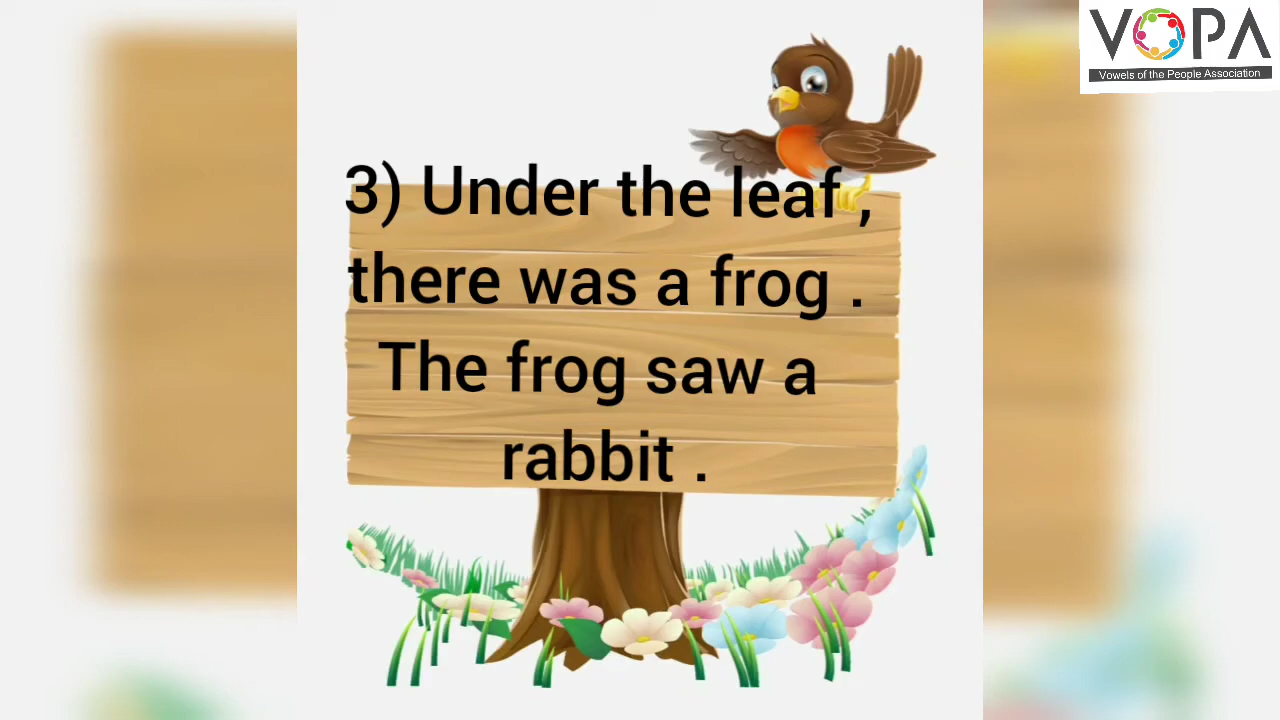 VOPA
Vowels of the People Association
3) Under the leaf ,
there was a frog .
The frog saw a
rabbit .